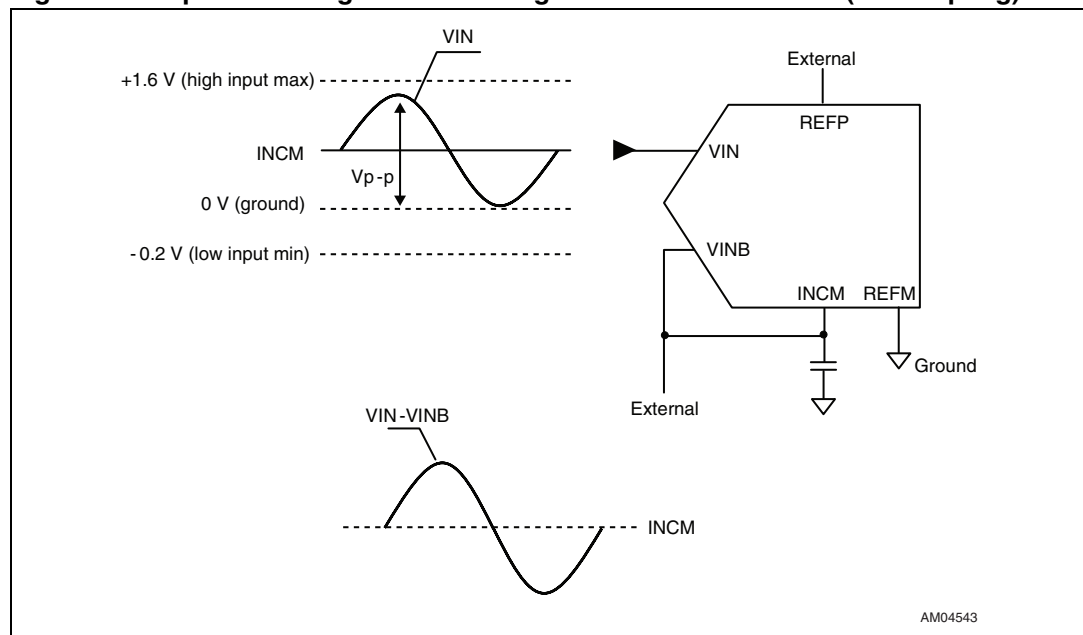 VIN
+1.6 V (high input max)
INCM
Vp-p
0 V (ground)
-0.2 V (low input min)
External
REFP
VIN
VINB
INCM REFM
Ground
External
VIN-VINB
INCM
AM04543